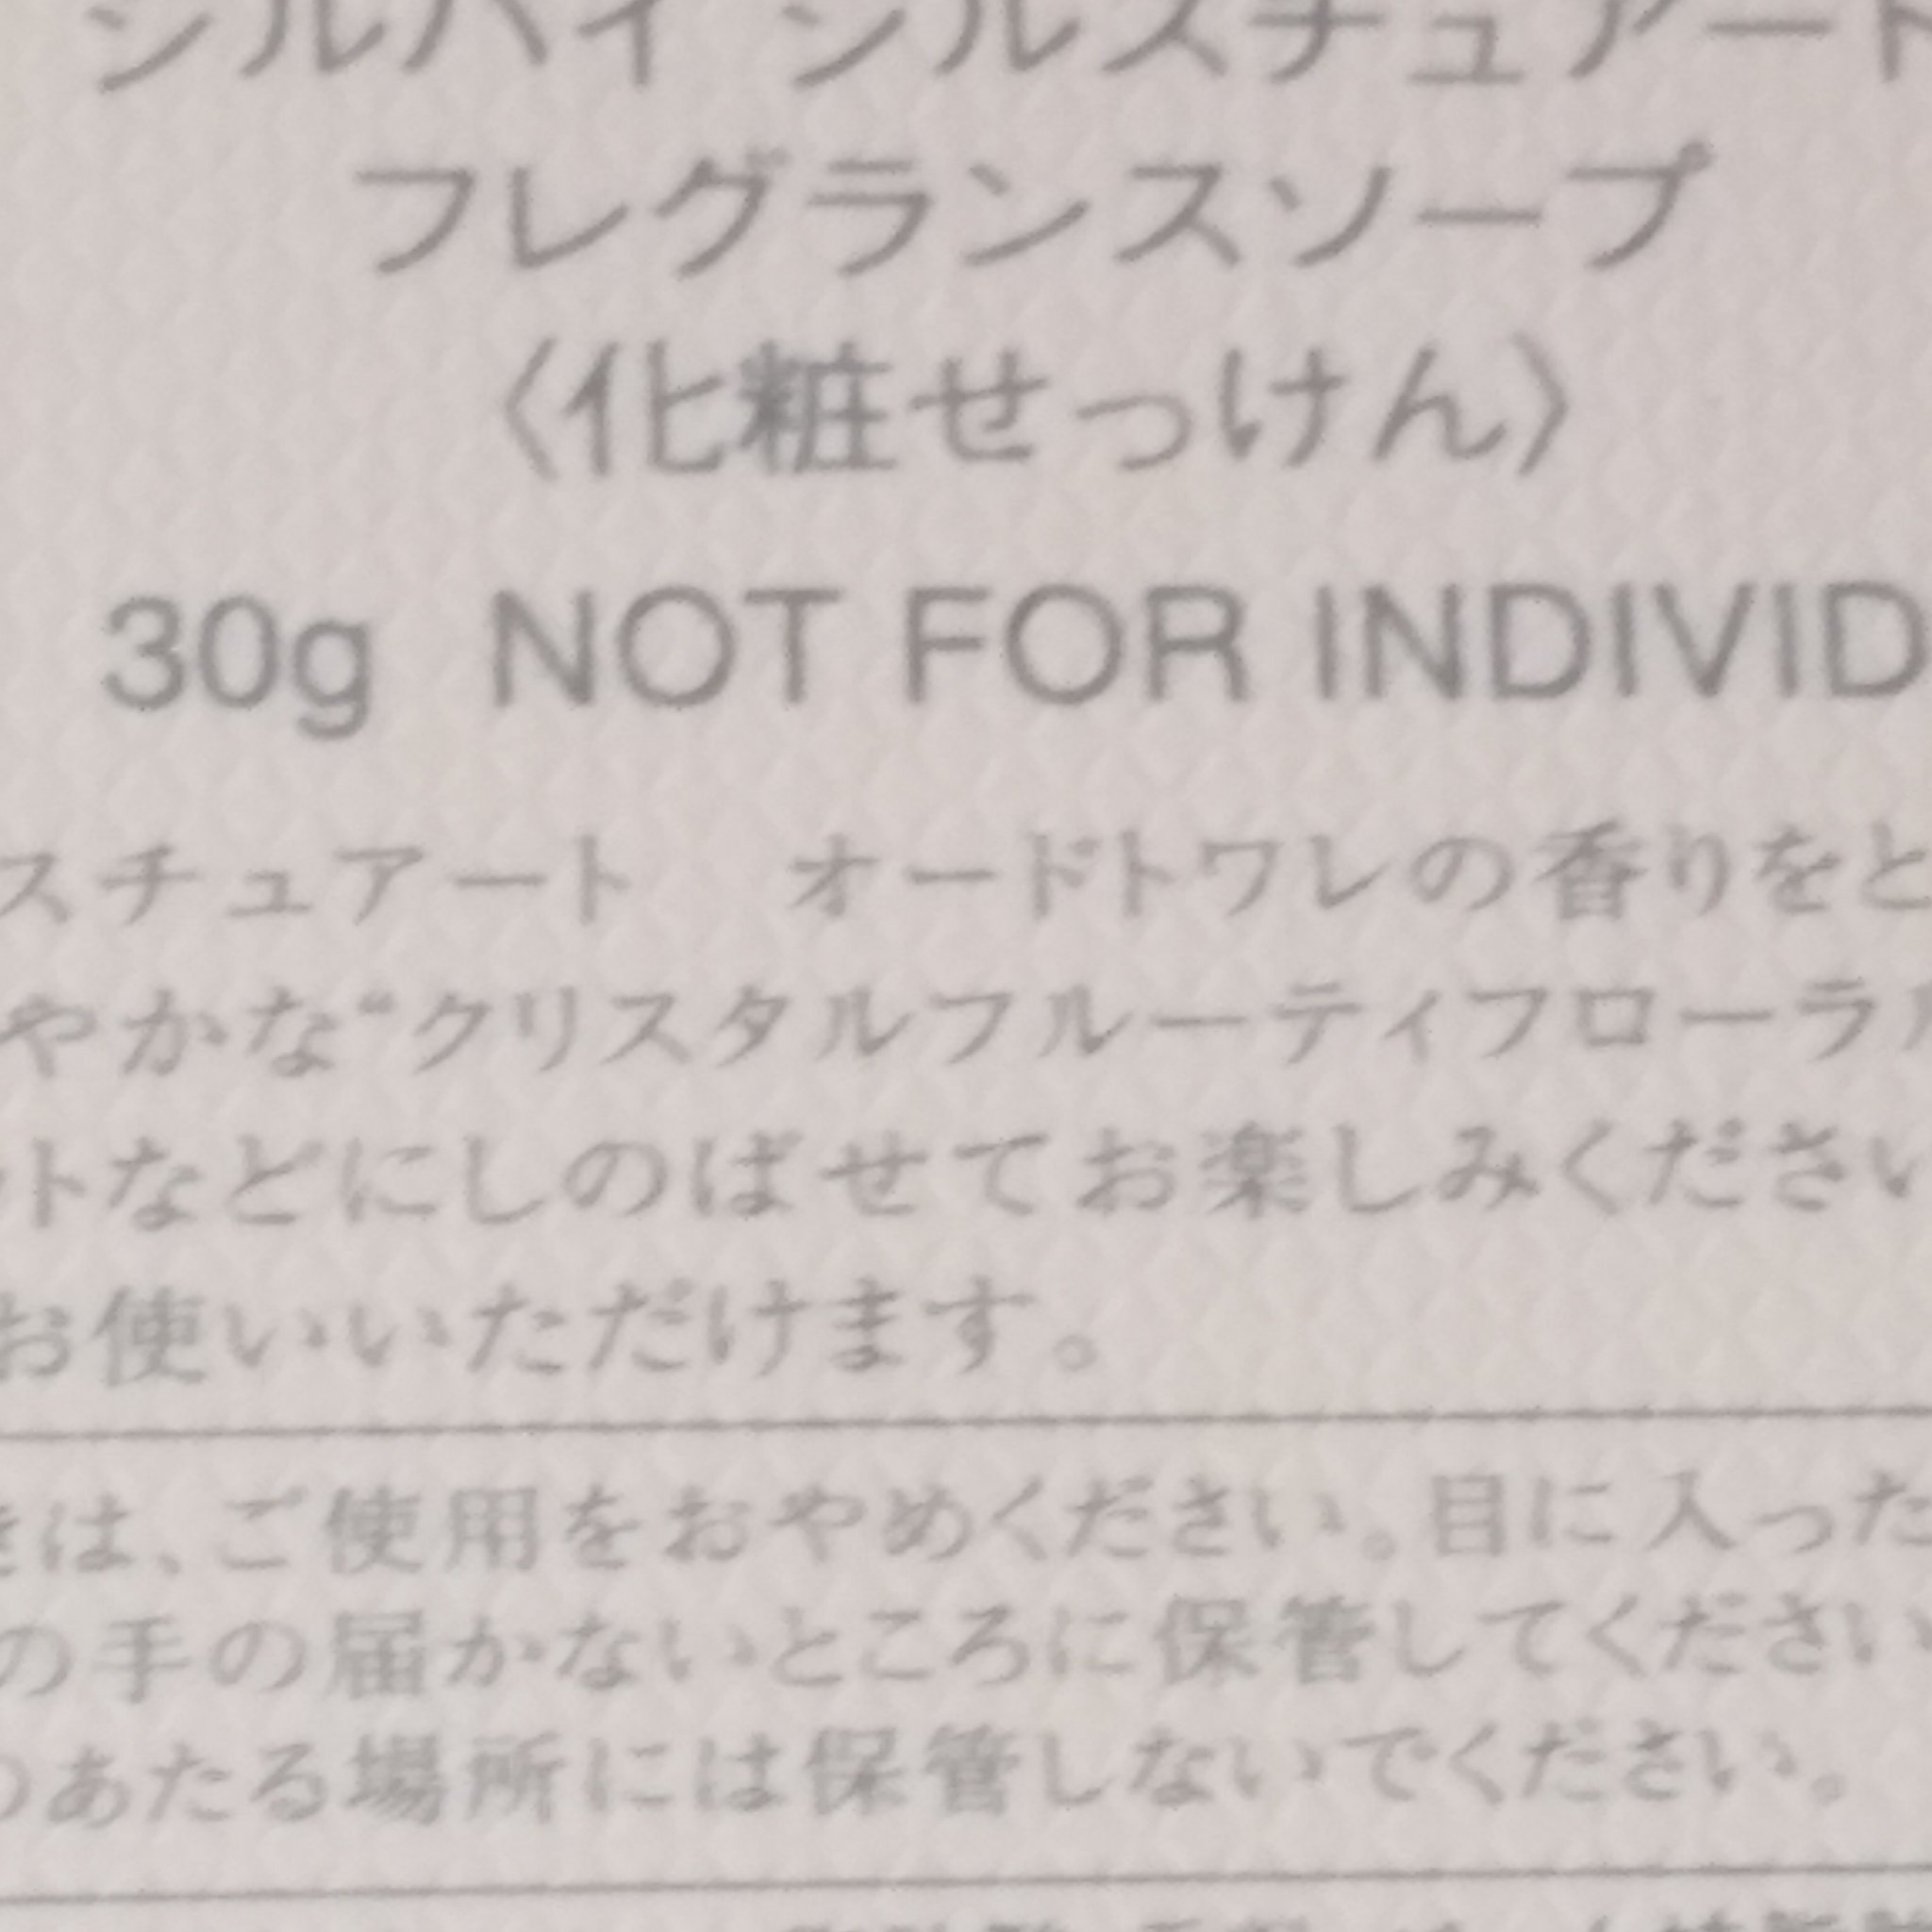 ジルバイ ジルスチュアート
フレグランスソープ
〈化粧せっけん〉
30g NOT FOR INDIVID
スチュアート　オードトワレの香りをと
やかな“クリスタルフルーティフローラル
トなどにしのばせてお楽しみください
お使いいただけます。
きは、ご使用をおやめください。目に入った
の手の届かないところに保管してください
のあたる場所には保管しないでください。